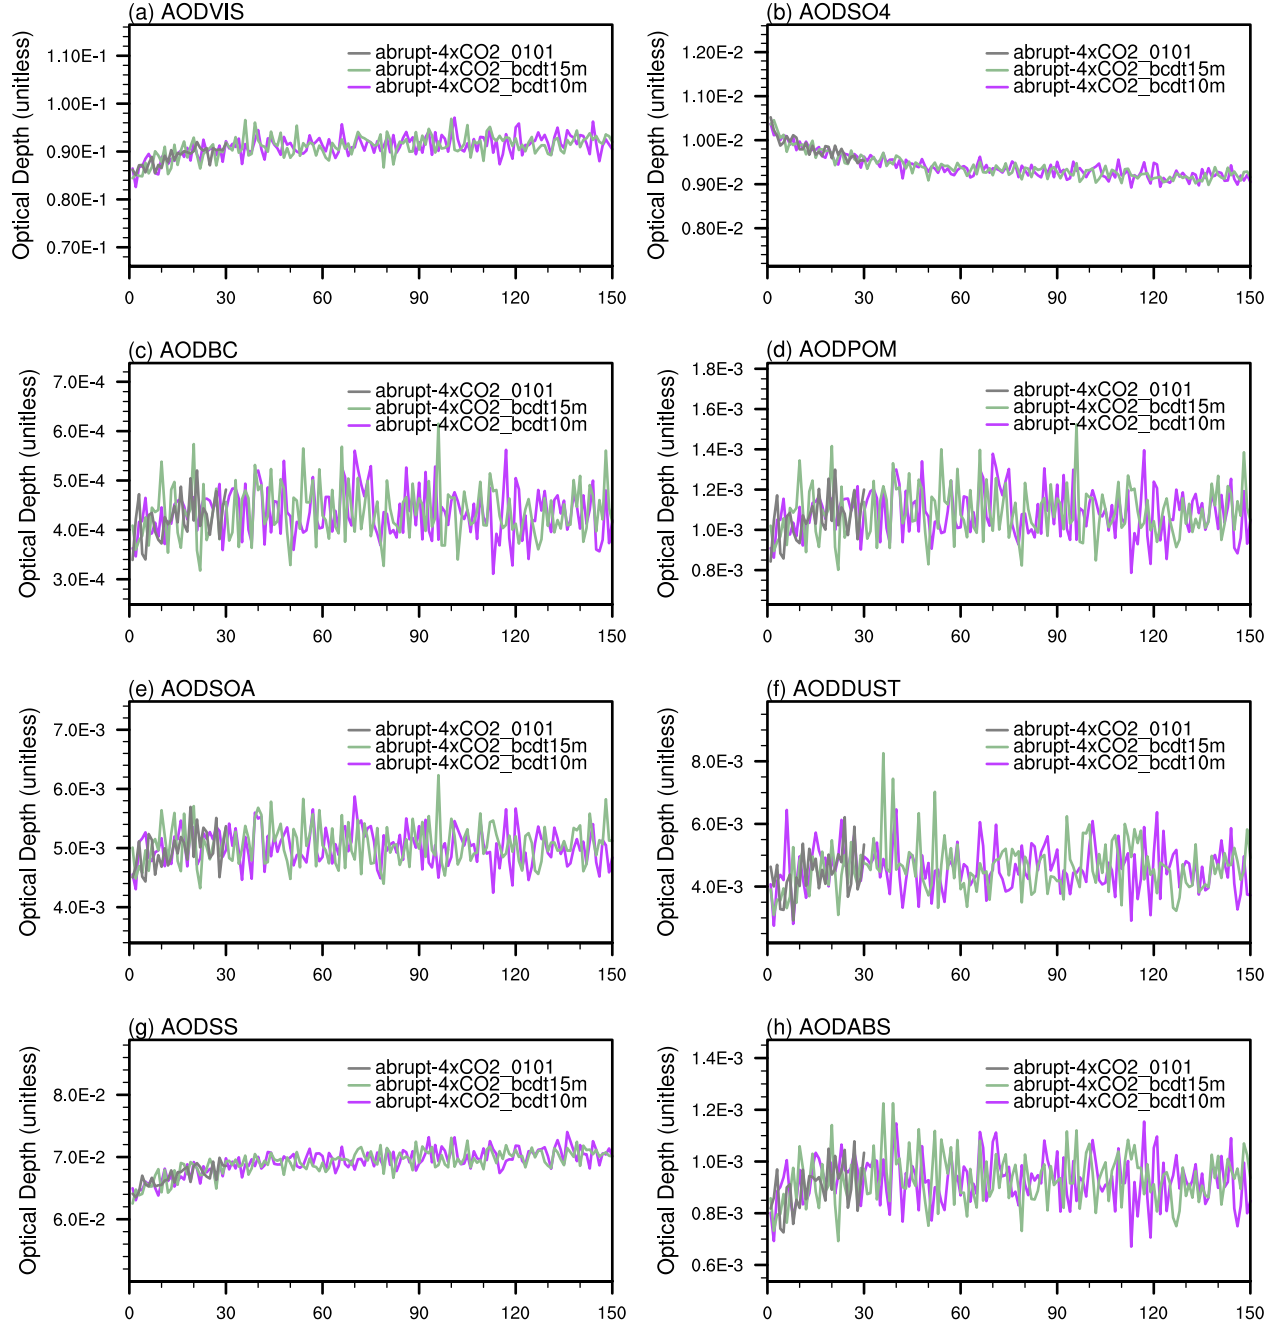 (a) AODVIS
Optical Depth (unitless)
1.10E-1
1.00E-1
0.90E-1
0.80E-1
0.70E-1
abrupt-4xCO2_0101
abrupt-4xCO2_bcdt15m
abrupt-4xCO2_bcdt10m
0 30 60 90 120 150
(b) AODSO4
Optical Depth (unitless)
1.20E-2
1.10E-2
1.00E-2
0.90E-2
0.80E-2
abrupt-4xCO2_0101
abrupt-4xCO2_bcdt15m
abrupt-4xCO2_bcdt10m
0 30 60 90 120 150
(c) AODBC
Optical Depth (unitless)
7.0E-4
6.0E-4
5.0E-4
4.0E-4
3.0E-4
abrupt-4xCO2_0101
abrupt-4xCO2_bcdt15m
abrupt-4xCO2_bcdt10m
0 30 60 90 120 150
(d) AODPOM
Optical Depth (unitless)
1.8E-3
1.6E-3
1.4E-3
1.2E-3
1.0E-3
0.8E-3
abrupt-4xCO2_0101
abrupt-4xCO2_bcdt15m
abrupt-4xCO2_bcdt10m
0 30 60 90 120 150
(e) AODSOA
Optical Depth (unitless)
7.0E-3
6.0E-3
5.0E-3
4.0E-3
abrupt-4xCO2_0101
abrupt-4xCO2_bcdt15m
abrupt-4xCO2_bcdt10m
0 30 60 90 120 150
(f) AODDUST
Optical Depth (unitless)
8.0E-3
6.0E-3
4.0E-3
abrupt-4xCO2_0101
abrupt-4xCO2_bcdt15m
abrupt-4xCO2_bcdt10m
0 30 60 90 120 150
(g) AODSS
Optical Depth (unitless)
8.0E-2
7.0E-2
6.0E-2
abrupt-4xCO2_0101
abrupt-4xCO2_bcdt15m
abrupt-4xCO2_bcdt10m
0 30 60 90 120 150
(h) AODABS
Optical Depth (unitless)
1.4E-3
1.2E-3
1.0E-3
0.8E-3
0.6E-3
abrupt-4xCO2_0101
abrupt-4xCO2_bcdt15m
abrupt-4xCO2_bcdt10m
0 30 60 90 120 150